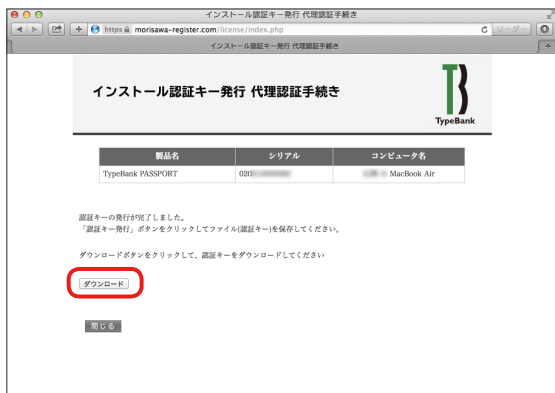 インストール認証キー発行 代理認証手続き
https morisawa-register.com/license/index.php
リーダー
インストール認証キー発行 代理認証手続き
インストール認証キー発行 代理認証手続き
TypeBank
製品名 シリアル コンピュータ名
TypeBank PASSPORT 020 MacBook Air
認証キーの発行が完了しました。
「認証キー発行」ボタンをクリックしてファイル(認証キー)を保存してください。
ダウンロードボタンをクリックして、認証キーをダウンロードしてください
ダウンロード
閉じる